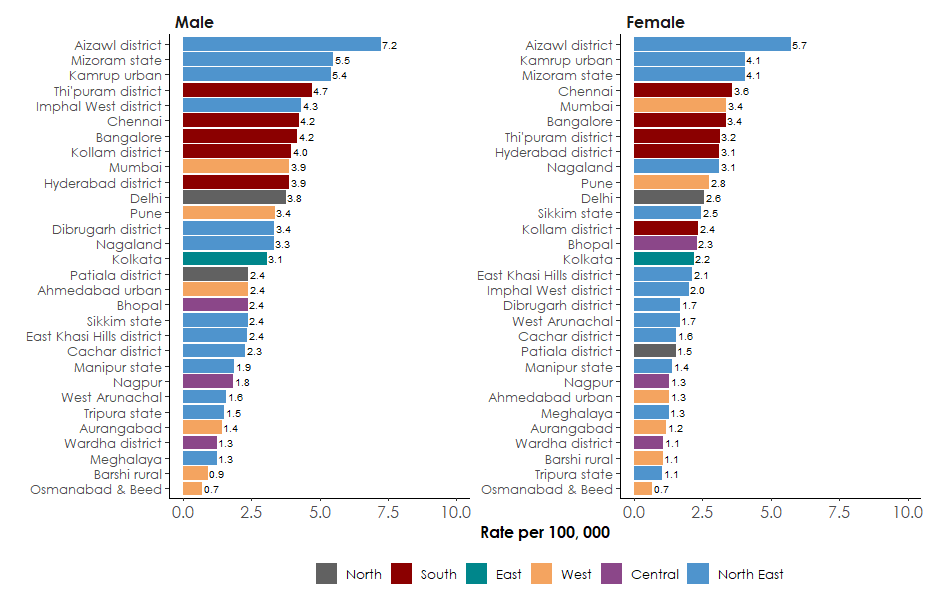 Male
Aizawl district 7.2
Mizoram state 5.5
Kamrup urban 5.4
Thi'puram district 4.7
Imphal West district 4.3
Chennai 4.2
Bangalore 4.2
Kollam district 4.0
Mumbai 3.9
Hyderabad district 3.9
Delhi 3.8
Pune 3.4
Dibrugarh district 3.4
Nagaland 3.3
Kolkata 3.1
Patiala district 2.4
Ahmedabad urban 2.4
Bhopal 2.4
Sikkim state 2.4
East Khasi Hills district 2.4
Cachar district 2.3
Manipur state 1.9
Nagpur 1.8
West Arunachal 1.6
Tripura state 1.5
Aurangabad 1.4
Wardha district 1.3
Meghalaya 1.3
Barshi rural 0.9
Osmanabad & Beed 0.7
0.0 2.5 5.0 7.5 10.0
Female
Aizawl district 5.7
Kamrup urban 4.1
Mizoram state 4.1
Chennai 3.6
Mumbai 3.4
Bangalore 3.4
Thi'puram district 3.2
Hyderabad district 3.1
Nagaland 3.1
Pune 2.8
Delhi 2.6
Sikkim state 2.5
Kollam district 2.4
Bhopal 2.3
Kolkata 2.2
East Khasi Hills district 2.1
Imphal West district 2.0
Dibrugarh district 1.7
West Arunachal 1.7
Cachar district 1.6
Patiala district 1.5
Manipur state 1.4
Nagpur 1.3
Ahmedabad urban 1.3
Meghalaya 1.3
Aurangabad 1.2
Wardha district 1.1
Barshi rural 1.1
Tripura state 1.1
Osmanabad & Beed 0.7
0.0 2.5 5.0 7.5 10.0
Rate per 100, 000
North South East West Central North East